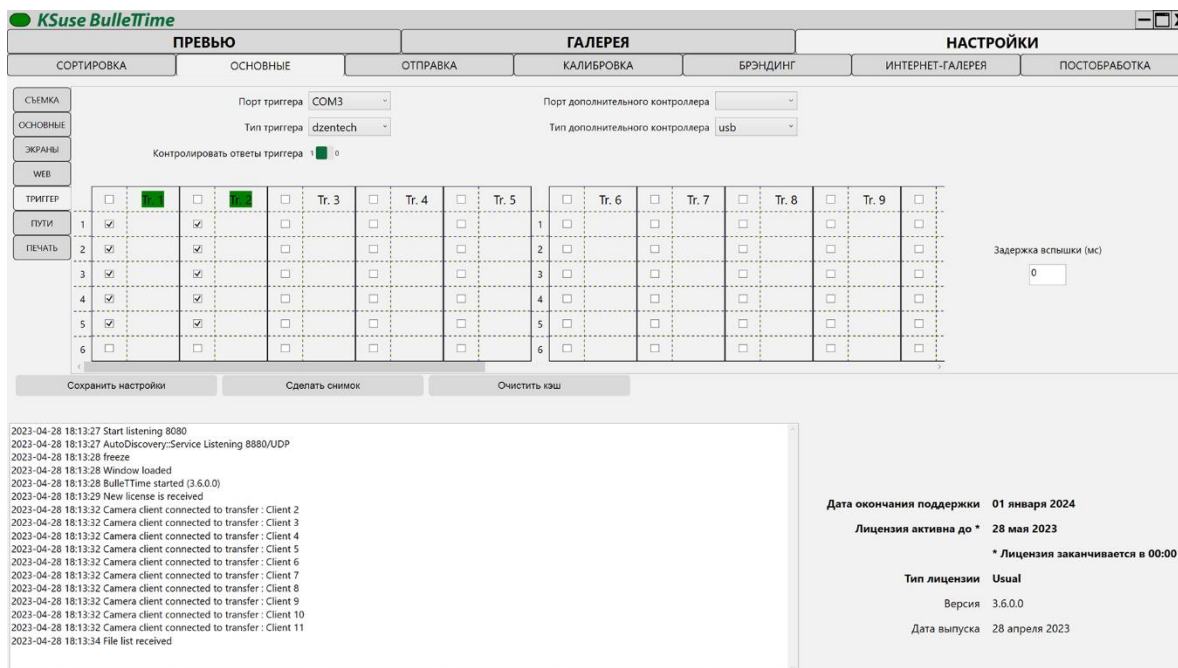 KSuse BulleTTime
ПРЕВЬЮ ГАЛЕРЕЯ НАСТРОЙКИ
СОРТИРОВКА ОСНОВНЫЕ ОТПРАВКА КАЛИБРОВКА БРЭНДИНГ ИНТЕРНЕТ-ГАЛЕРЕЯ ПОСТОБРАБОТКА
СЪЕМКА
ОСНОВНЫЕ
ЭКРАНЫ
WEB
ТРИГГЕР
ПУТИ
ПЕЧАТЬ
Порт триггера COM3 Порт дополнительного контроллера
Тип триггера dzentech Тип дополнительного контроллера usb
Контролировать ответы триггера 1 0
Tr. 1 Tr. 2 Tr. 3 Tr. 4 Tr. 5 Tr. 6 Tr. 7 Tr. 8 Tr. 9
1 1
2 2
3 3
4 4
5 5
6 6
Задержка вспышки (мс)
0
Сохранить настройки Сделать снимок Очистить кэш
2023-04-28 18:13:27 Start listening 8080
2023-04-28 18:13:27 AutoDiscovery::Service Listening 8880/UDP
2023-04-28 18:13:28 freeze
2023-04-28 18:13:28 Window loaded
2023-04-28 18:13:28 BulleTTime started (3.6.0.0)
2023-04-28 18:13:29 New license is received
2023-04-28 18:13:32 Camera client connected to transfer : Client 2
2023-04-28 18:13:32 Camera client connected to transfer : Client 3
2023-04-28 18:13:32 Camera client connected to transfer : Client 4
2023-04-28 18:13:32 Camera client connected to transfer : Client 5
2023-04-28 18:13:32 Camera client connected to transfer : Client 6
2023-04-28 18:13:32 Camera client connected to transfer : Client 7
2023-04-28 18:13:32 Camera client connected to transfer : Client 8
2023-04-28 18:13:32 Camera client connected to transfer : Client 9
2023-04-28 18:13:32 Camera client connected to transfer : Client 10
2023-04-28 18:13:32 Camera client connected to transfer : Client 11
2023-04-28 18:13:34 File list received
Дата окончания поддержки 01 января 2024
Лицензия активна до * 28 мая 2023
* Лицензия заканчивается в 00:00
Тип лицензии Usual
Версия 3.6.0.0
Дата выпуска 28 апреля 2023